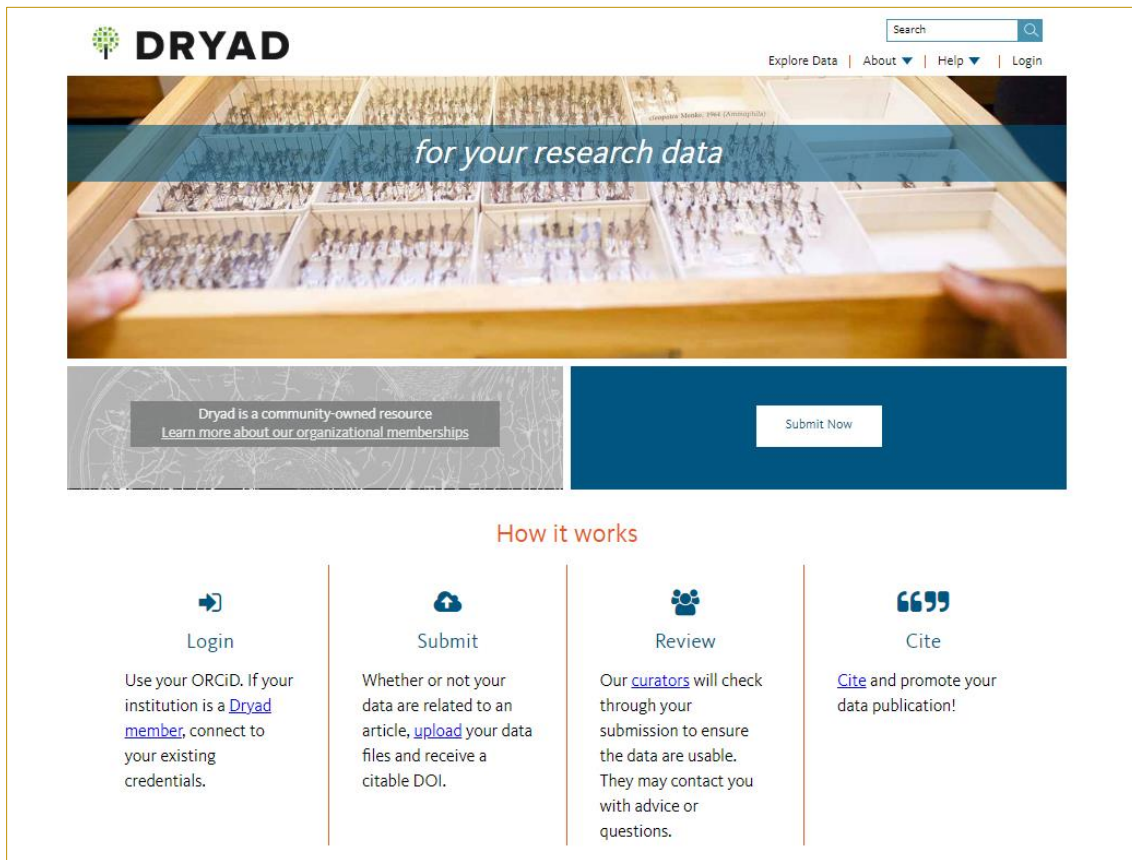 DRYAD
Search
Explore Data | About ▼ | Help ▼ | Login
cleopatra Menke, 1964 (Ammophila)
for your research data
Dryad is a community-owned resource
Learn more about our organizational memberships
Submit Now
How it works
Login
Use your ORCiD. If your
institution is a Dryad
member, connect to
your existing
credentials.
Submit
Whether or not your
data are related to an
article, upload your data
files and receive a
citable DOI.
Review
Our curators will check
through your
submission to ensure
the data are usable.
They may contact you
with advice or
questions.
Cite
Cite and promote your
data publication!